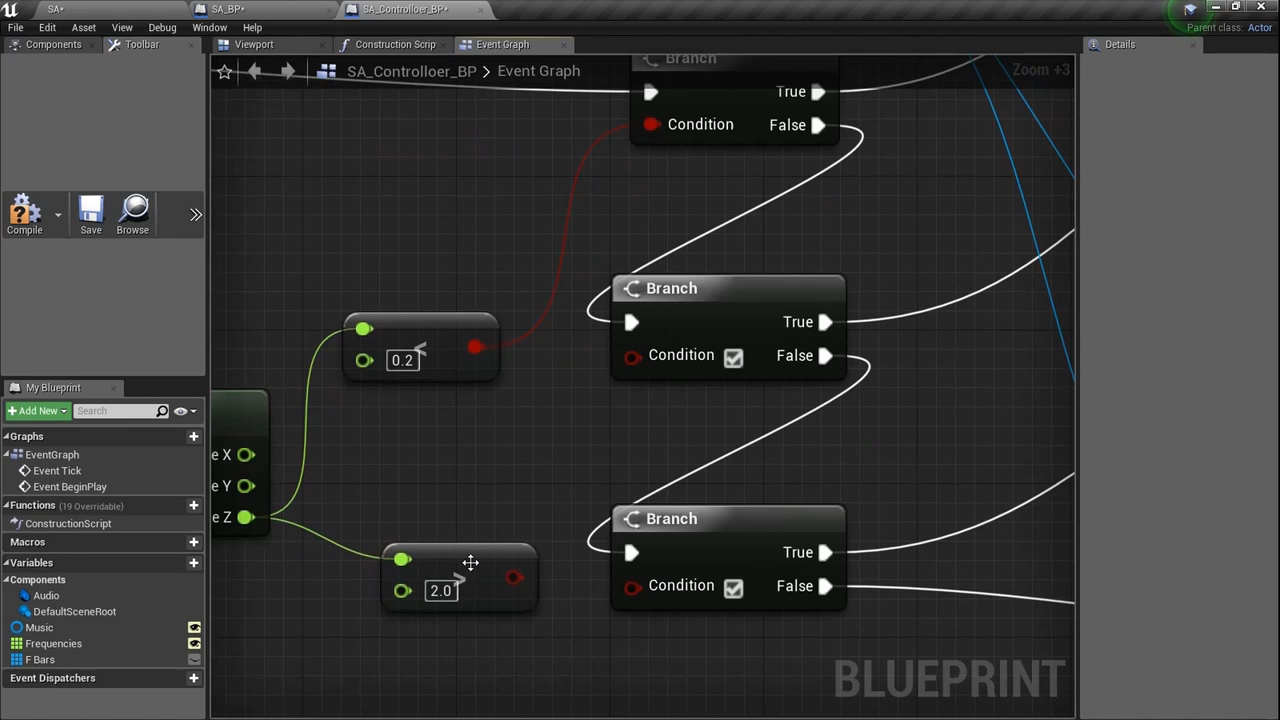 SA*
SA_BP*
SA_Controlloer_BP*
File Edit Asset View Debug Window Help
Parent class: Actor
Components
Toolbar
Viewport
Construction Scrip
Event Graph
Details
SA_Controlloer_BP > Event Graph
Zoom +3
Compile
Save
Browse
Branch
True
Condition
False
Branch
True
Condition
False
<
0.2
e X
e Y
e Z
>
2.0
Branch
True
Condition
False
My Blueprint
+Add New
Search
Graphs
EventGraph
Event Tick
Event BeginPlay
Functions (19 Overridable)
ConstructionScript
Macros
Variables
Components
Audio
DefaultSceneRoot
Music
Frequencies
F Bars
Event Dispatchers
BLUEPRINT